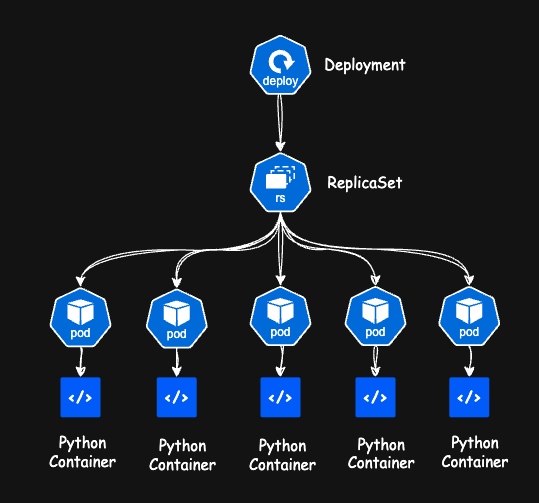 deploy
Deployment
rs
ReplicaSet
pod
pod
pod
pod
pod
</>
</>
</>
</>
</>
Python
Container
Python
Container
Python
Container
Python
Container
Python
Container